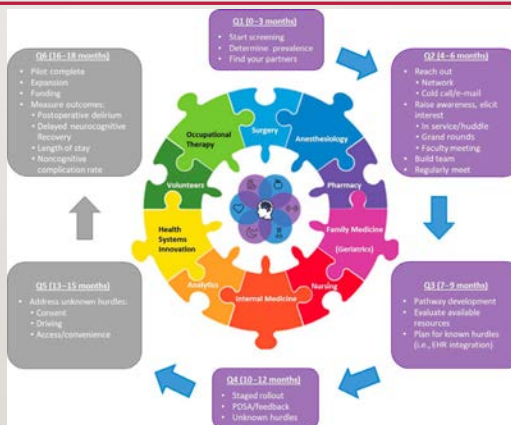 Q1 (0–3 months)
• Start screening
• Determine prevalence
• Find your partners
Q2 (4–6 months)
• Reach out
• Network
• Cold call/e-mail
• Raise awareness, elicit
interest
• In service/huddle
• Grand rounds
• Faculty meeting
• Build team
• Regularly meet
Q3 (7–9 months)
• Pathway development
• Evaluate available
resources
• Plan for known hurdles
(i.e., EHR integration)
Q4 (10–12 months)
• Staged rollout
• PDSA/feedback
• Unknown hurdles
Q5 (13–15 months)
• Address unknown hurdles:
• Consent
• Driving
• Access/convenience
Q6 (16–18 months)
• Pilot complete
• Expansion
• Funding
• Measure outcomes:
• Postoperative delirium
• Delayed neurocognitive
Recovery
• Length of stay
• Noncognitive
complication rate
Surgery
Anesthesiology
Pharmacy
Family Medicine
(Geriatrics)
Nursing
Internal Medicine
Analytics
Health
Systems
Innovation
Volunteers
Occupational
Therapy